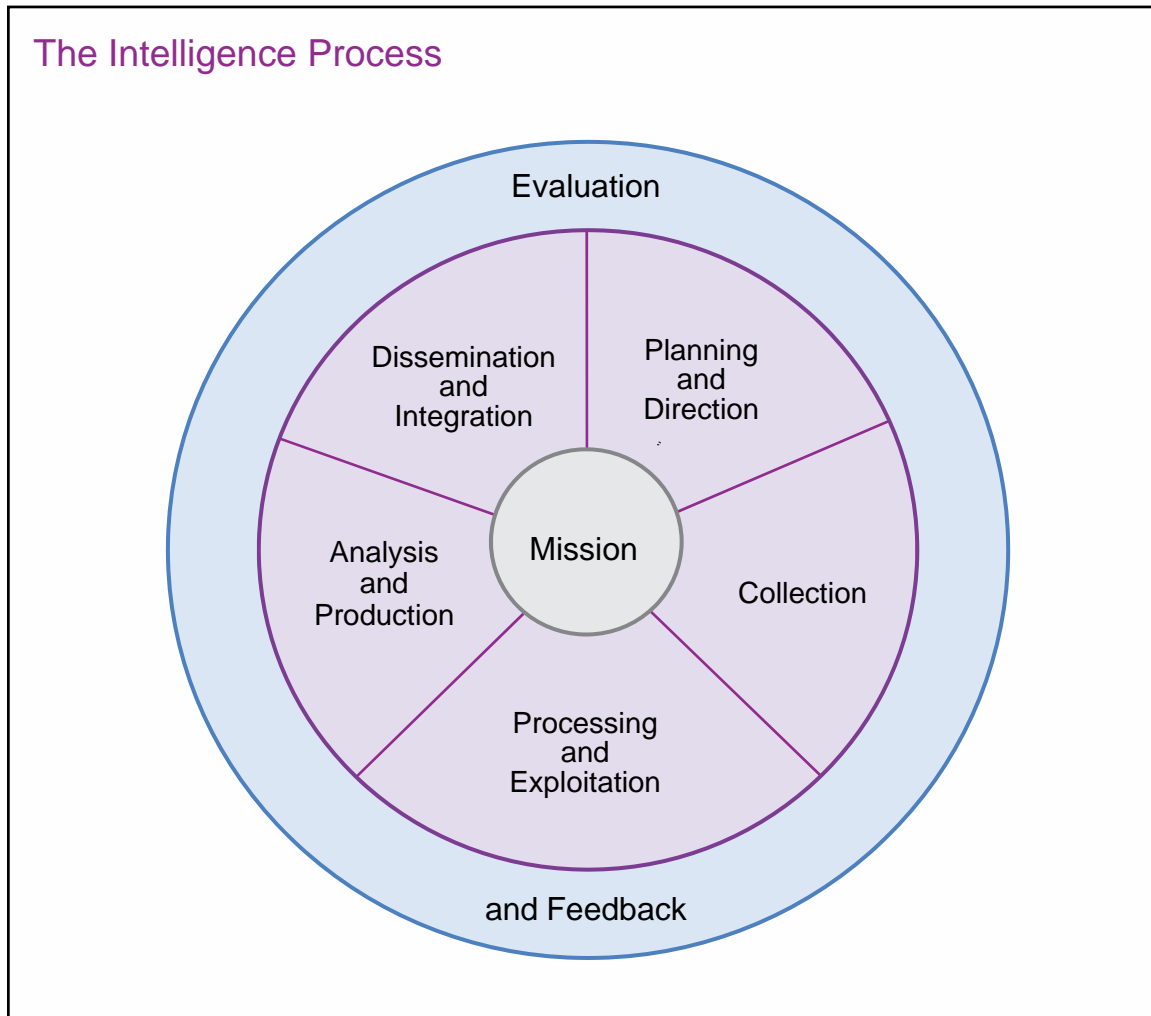 The Intelligence Process
Evaluation
Dissemination
and
Integration
Planning
and
Direction
Analysis
and
Production
Mission
Collection
Processing
and
Exploitation
and Feedback